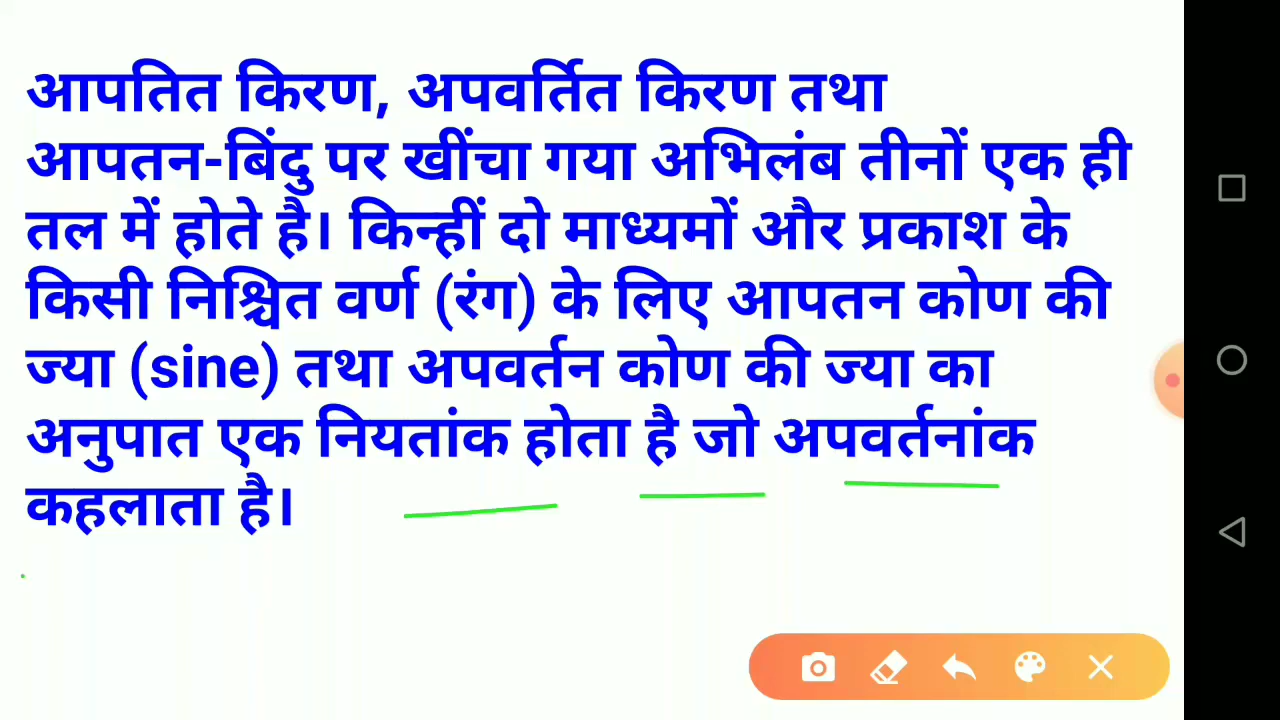 आपतित किरण, अपवर्तित किरण तथा
आपतन-बिंदु पर खींचा गया अभिलंब तीनों एक ही
तल में होते है। किन्हीं दो माध्यमों और प्रकाश के
किसी निश्चित वर्ण (रंग) के लिए आपतन कोण की
ज्या (sine) तथा अपवर्तन कोण की ज्या का
अनुपात एक नियतांक होता है जो अपवर्तनांक
कहलाता है।